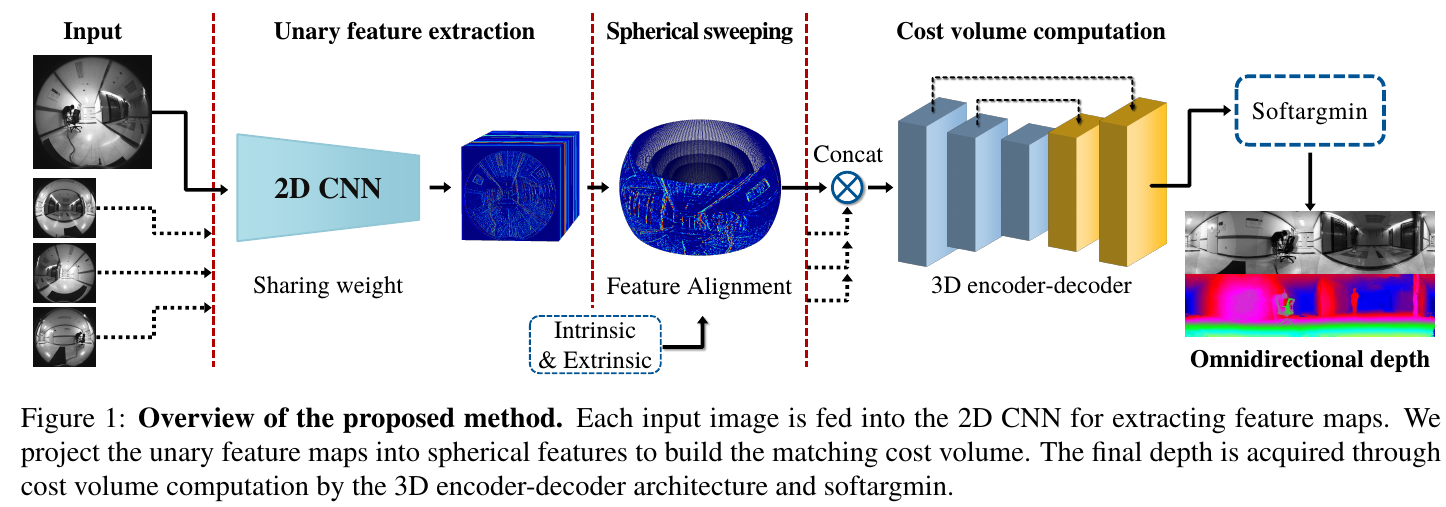 Input
Unary feature extraction
Spherical sweeping
Cost volume computation
2D CNN
Sharing weight
Feature Alignment
Intrinsic
& Extrinsic
Concat
3D encoder-decoder
Softargmin
Omnidirectional depth
Figure 1: Overview of the proposed method. Each input image is fed into the 2D CNN for extracting feature maps. We
project the unary feature maps into spherical features to build the matching cost volume. The final depth is acquired through
cost volume computation by the 3D encoder-decoder architecture and softargmin.